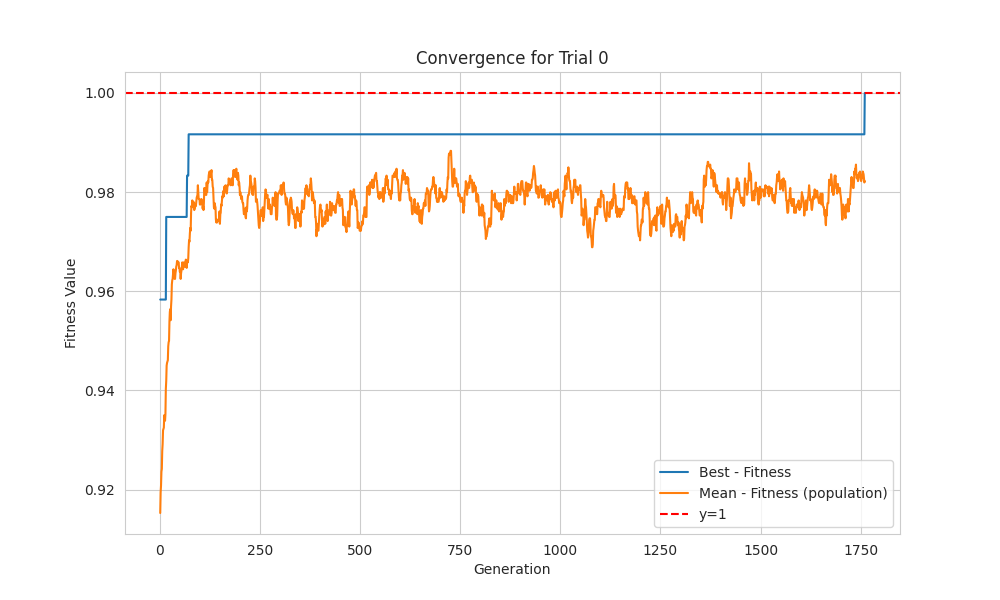 Convergence for Trial 0
Fitness Value
1.00
0.98
0.96
0.94
0.92
0 250 500 750 1000 1250 1500 1750
Generation
Best - Fitness
Mean - Fitness (population)
y=1